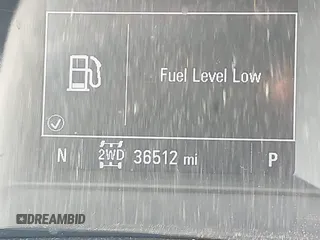 Fuel Level Low
N 2WD 36512 mi P
DREAMBID